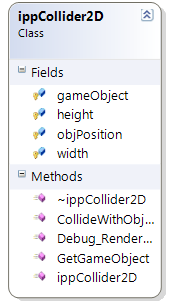 ippCollider2D
Class
Fields
gameObject
height
objPosition
width
Methods
~ippCollider2D
CollideWithObj...
Debug_Render...
GetGameObject
ippCollider2D